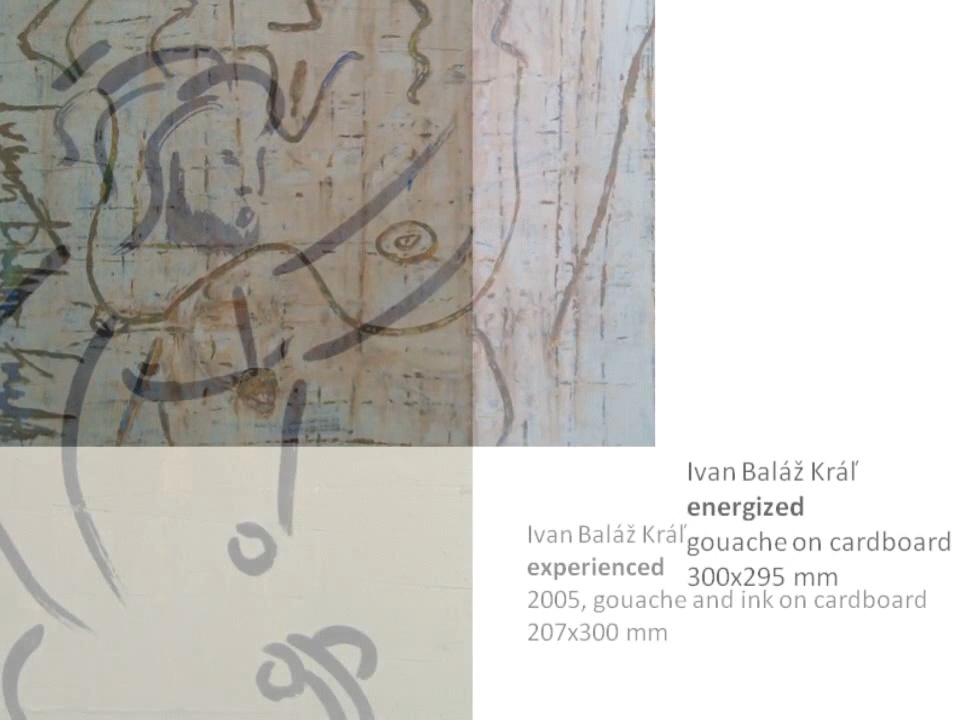 Ivan Baláž Kráľ
energized
gouache on cardboard
300x295 mm
Ivan Baláž Kráľ
experienced
2005, gouache and ink on cardboard
207x300 mm